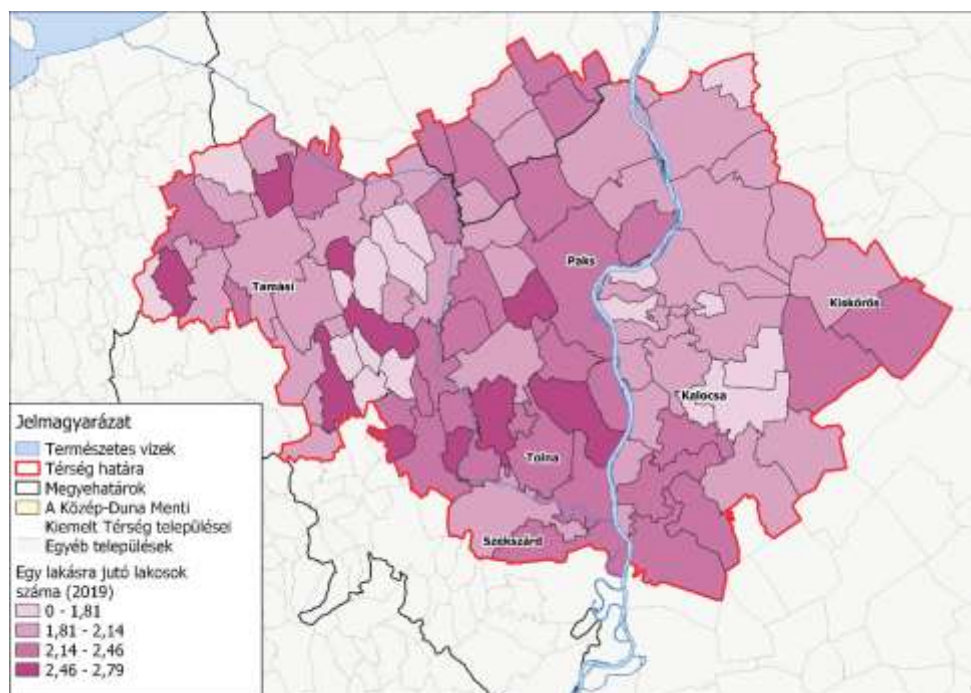 Paks
Tamási
Kiskőrös
Kalocsa
Tolna
Szekszárd
Jelmagyarázat
Természetes vizek
Térség határa
Megyehatárok
A Közép-Duna Menti
Kiemelt Térség települései
Egyéb települések
Egy lakásra jutó lakosok
száma (2019)
0 - 1,81
1,81 - 2,14
2,14 - 2,46
2,46 - 2,79